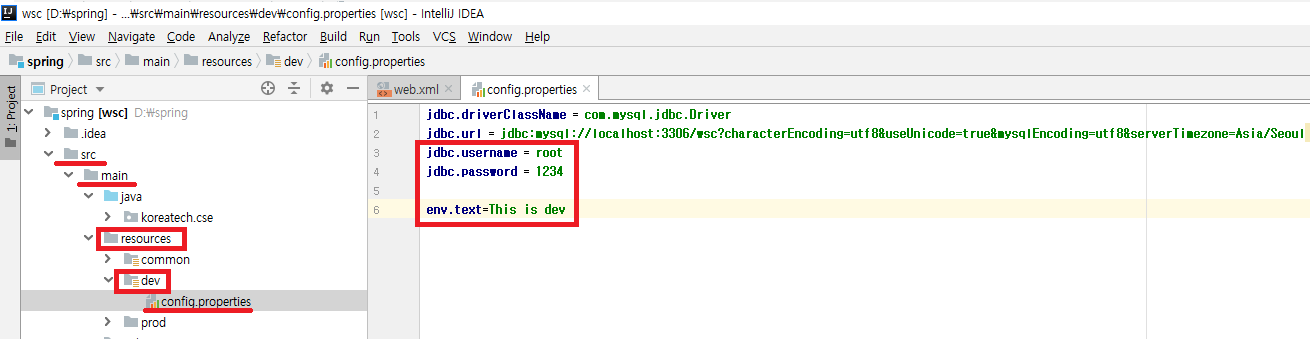 wsc [D:₩spring] - ...₩src₩main₩resources₩dev₩config.properties [wsc] - IntelliJ IDEA
File Edit View Navigate Code Analyze Refactor Build Run Tools VCS Window Help
spring src main resources dev config.properties
1: Project
Project
web.xml config.properties
spring [wsc] D:₩spring
.idea
src
main
java
koreatech.cse
resources
common
dev
config.properties
prod
1 jdbc.driverClassName = com.mysql.jdbc.Driver
2 jdbc.url = jdbc:mysql://localhost:3306/wsc?characterEncoding=utf8&useUnicode=true&mysqlEncoding=utf8&serverTimezone=Asia/Seoul
3 jdbc.username = root
4 jdbc.password = 1234
5
6 env.text=This is dev